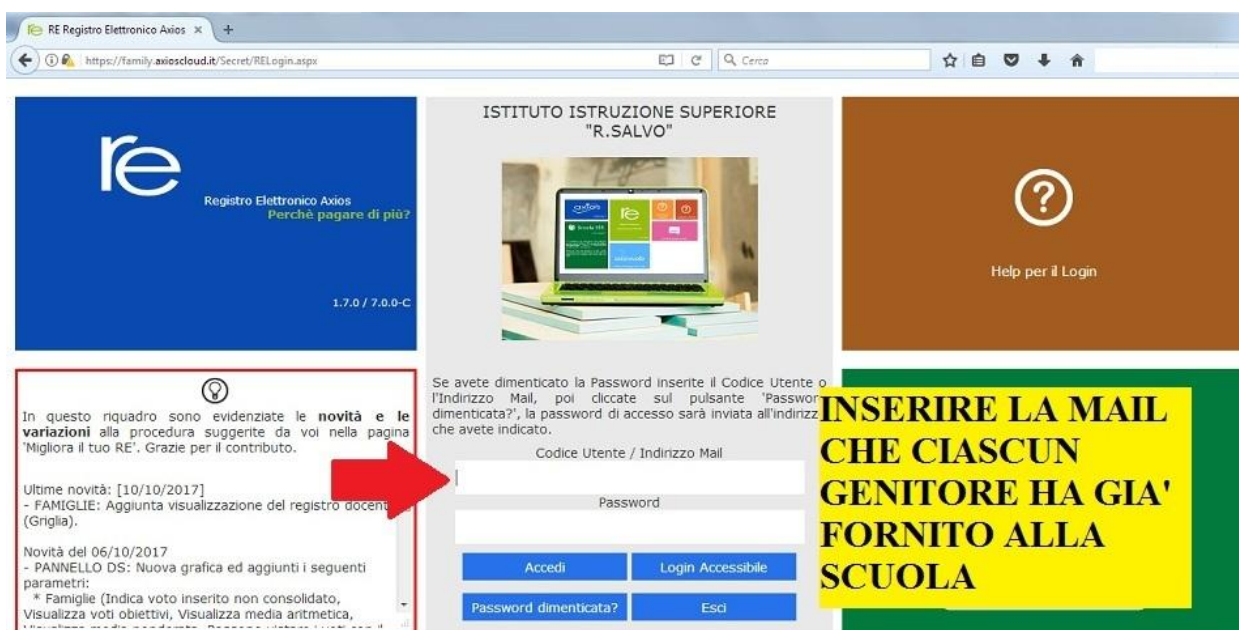 RE Registro Elettronico Axios
https://family.axioscloud.it/Secret/RELogin.aspx
Cerca
re
Registro Elettronico Axios
Perchè pagare di più?
1.7.0 / 7.0.0-C
ISTITUTO ISTRUZIONE SUPERIORE
"R.SALVO"
axios
re
Help per il Login
In questo riquadro sono evidenziate le novità e le
variazioni alla procedura suggerite da voi nella pagina
'Migliora il tuo RE'. Grazie per il contributo.
Ultime novità: [10/10/2017]
- FAMIGLIE: Aggiunta visualizzazione del registro docent
(Griglia).
Novità del 06/10/2017
- PANNELLO DS: Nuova grafica ed aggiunti i seguenti
parametri:
* Famiglie (Indica voto inserito non consolidato,
Visualizza voti obiettivi, Visualizza media aritmetica,
Se avete dimenticato la Password inserite il Codice Utente o
l'Indirizzo Mail, poi cliccate sul pulsante 'Passwor
dimenticata?', la password di accesso sarà inviata all'indirizz
che avete indicato.
Codice Utente / Indirizzo Mail
Password
Accedi
Login Accessibile
Password dimenticata?
Esci
INSERIRE LA MAIL
CHE CIASCUN
GENITORE HA GIA'
FORNITO ALLA
SCUOLA